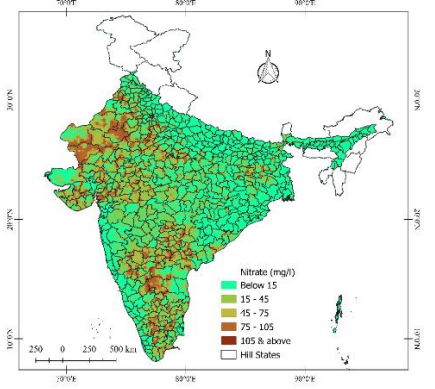 70°0'E 80°0'E 90°0'E
N
30°0'N 30°0'N
20°0'N 20°0'N
Nitrate (mg/l)
Below 15
15 - 45
45 - 75
75 - 105
105 & above
Hill States
10°0'N 10°0'N
250 0 250 500 km
70°0'E 80°0'E 90°0'E